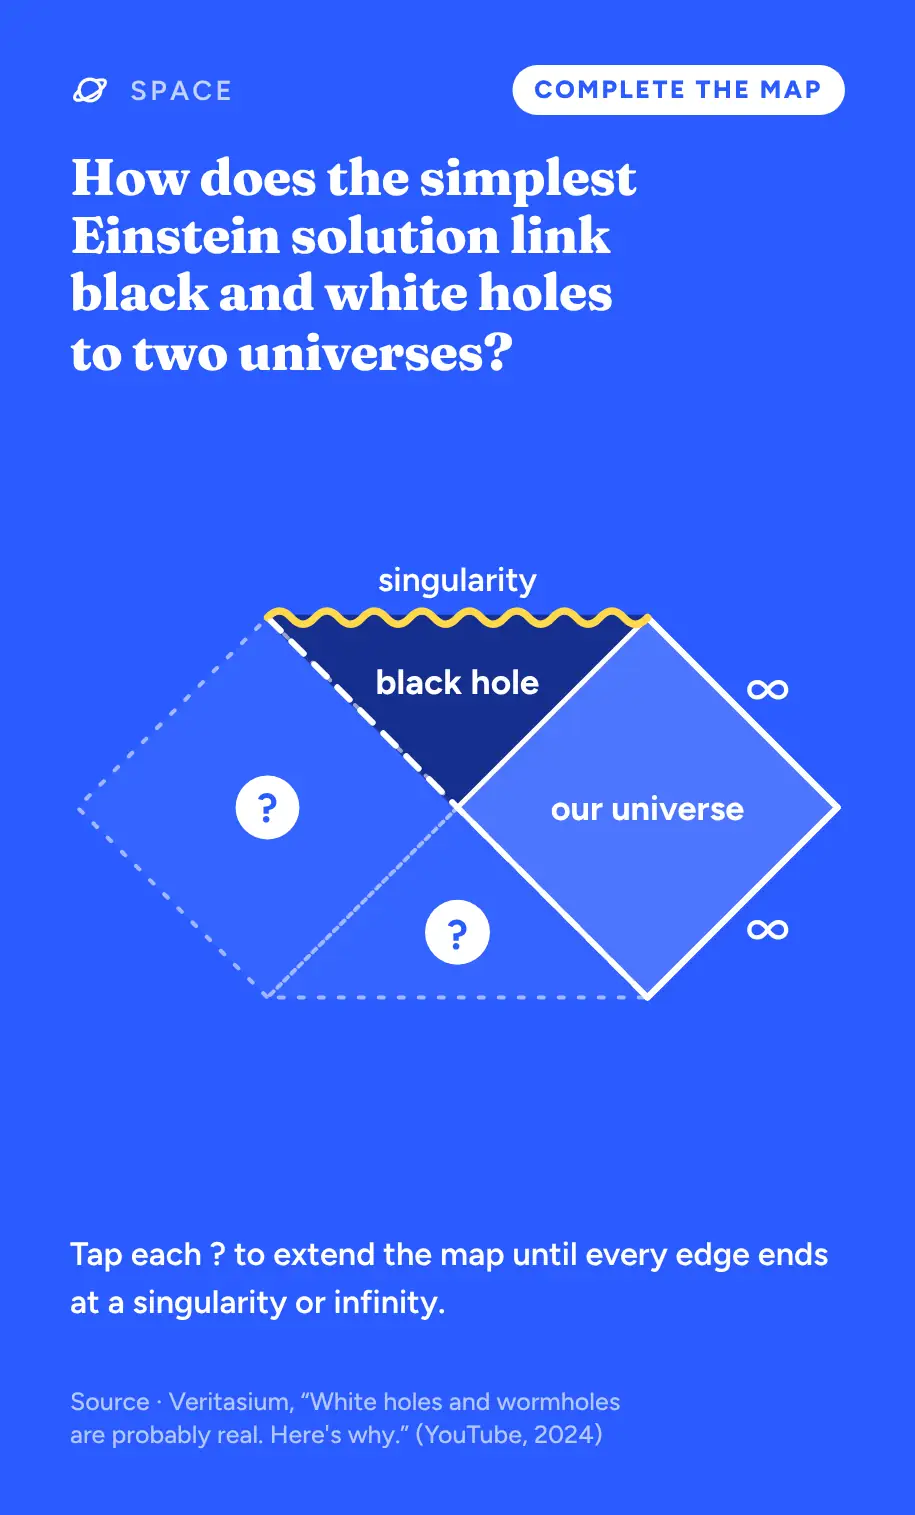 SPACE
COMPLETE THE MAP
How does the simplest
Einstein solution link
black and white holes
to two universes?
singularity
black hole
∞
?
our universe
?
∞
Tap each ? to extend the map until every edge ends
at a singularity or infinity.
Source · Veritasium, “White holes and wormholes
are probably real. Here's why.” (YouTube, 2024)